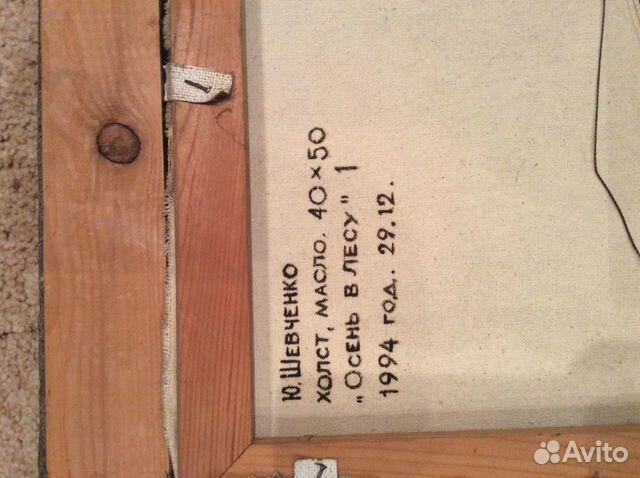 Ю. ШЕВЧЕНКО
ХОЛСТ, МАСЛО. 40×50
"ОСЕНЬ В ЛЕСУ" 1
1994 год. 29.12.
Avito